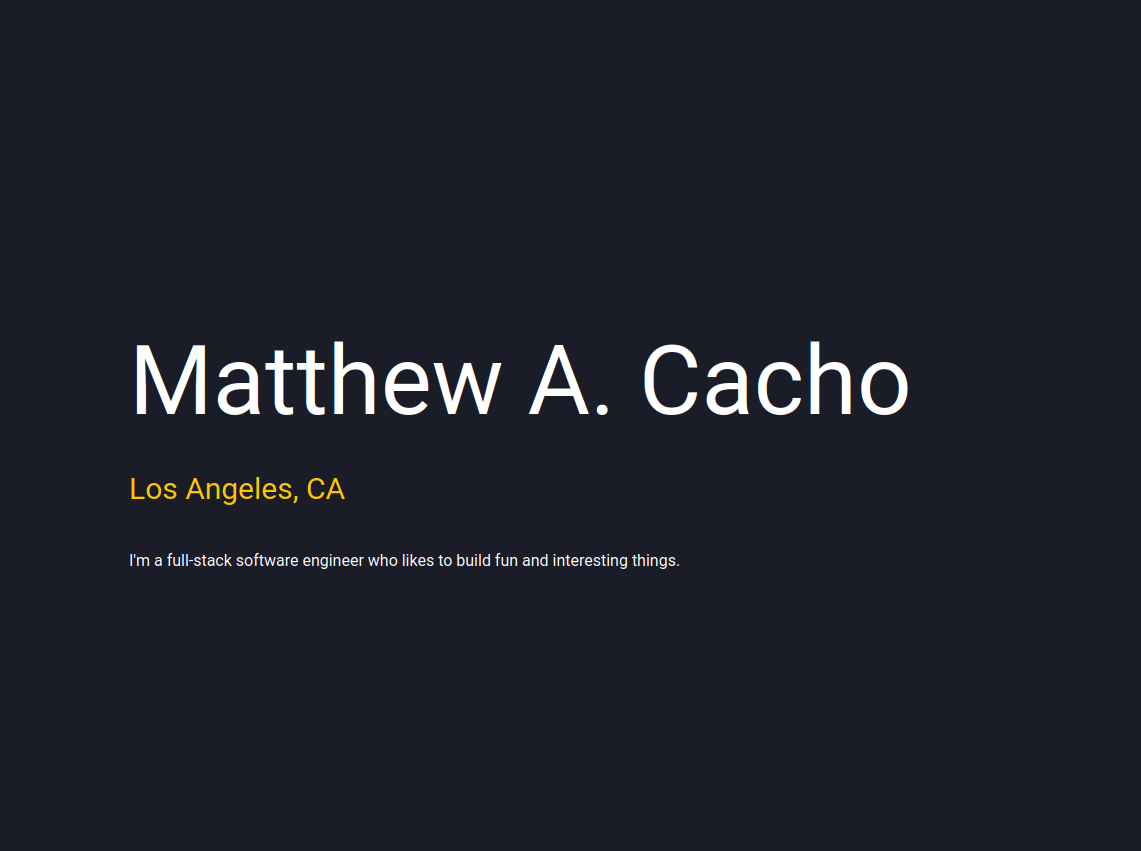 Matthew A. Cacho
Los Angeles, CA
I'm a full-stack software engineer who likes to build fun and interesting things.